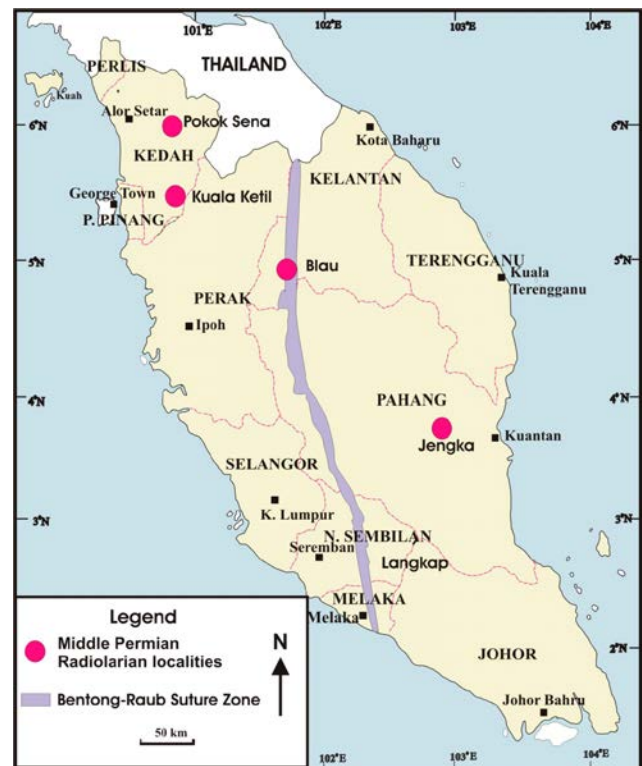 101°E
102°E
103°E
104°E
THAILAND
PERLIS
Kuah
Alor Setar
Pokok Sena
6°N
6°N
Kota Baharu
KEDAH
KELANTAN
George Town
Kuala Ketil
P. PINANG
5°N
5°N
Blau
TERENGGANU
Kuala
Terengganu
PERAK
Ipoh
4°N
4°N
PAHANG
Jengka
Kuantan
SELANGOR
K. Lumpur
3°N
3°N
N. SEMBILAN
Seremban
Langkap
MELAKA
Melaka
2°N
JOHOR
Johor Bahru
Legend
Middle Permian
Radiolarian localities
N
Bentong-Raub Suture Zone
50 km
102°E
103°E
104°E